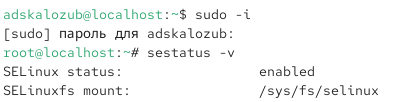 adskalozub@localhost:~$ sudo -i
[sudo] пароль для adskalozub:
root@localhost:~# sestatus -v
SELinux status:                 enabled
SELinuxfs mount:                /sys/fs/selinux